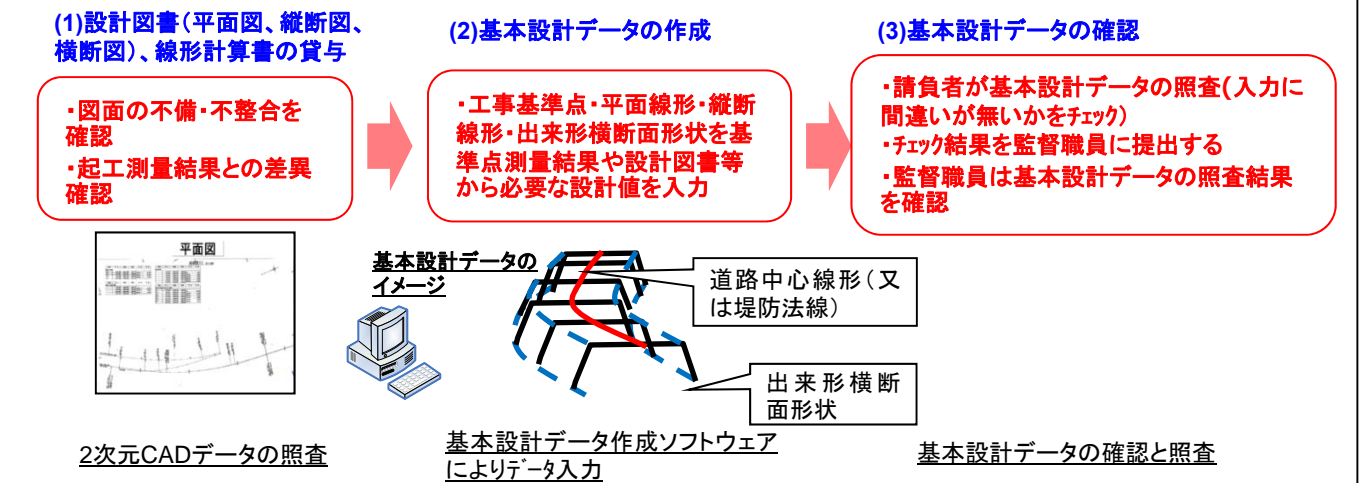 (1)設計図書（平面図、縦断図、
横断図）、線形計算書の貸与
・図面の不備・不整合を
確認
・起工測量結果との差異
確認
平面図
2次元CADデータの照査
(2)基本設計データの作成
・工事基準点・平面線形・縦断
線形・出来形横断面形状を基
準点測量結果や設計図書等
から必要な設計値を入力
基本設計データの
イメージ
道路中心線形（又
は堤防法線）
出来形横断
面形状
基本設計データ作成ソフトウェア
によりﾃﾞｰﾀ入力
(3)基本設計データの確認
・請負者が基本設計データの照査(入力に
間違いが無いかをﾁｪｯｸ)
・ﾁｪｯｸ結果を監督職員に提出する
・監督職員は基本設計データの照査結果
を確認
基本設計データの確認と照査